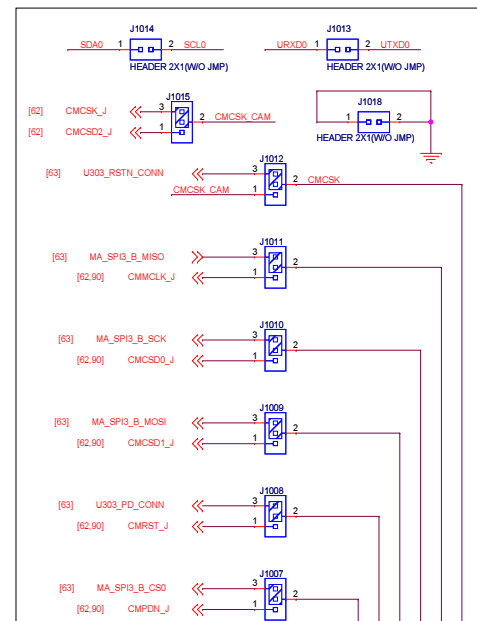 J1014 J1013
SDA0 1 2 SCL0 URXD0 1 2 UTXD0
HEADER 2X1(W/O JMP) HEADER 2X1(W/O JMP)
J1015 J1018
[62] CMCSK_J 3
2 CMCSK_CAM
[62] CMCSD2_J 1
1 2
HEADER 2X1(W/O JMP)
J1012
[63] U303_RSTN_CONN 3
2 CMCSK
CMCSK_CAM 1
J1011
[63] MA_SPI3_B_MISO 3
2
[62,90] CMMCLK_J 1
J1010
[63] MA_SPI3_B_SCK 3
2
[62,90] CMCSD0_J 1
J1009
[63] MA_SPI3_B_MOSI 3
2
[62,90] CMCSD1_J 1
J1008
[63] U303_PD_CONN 3
2
[62,90] CMRST_J 1
J1007
[63] MA_SPI3_B_CS0 3
2
[62,90] CMPDN_J 1